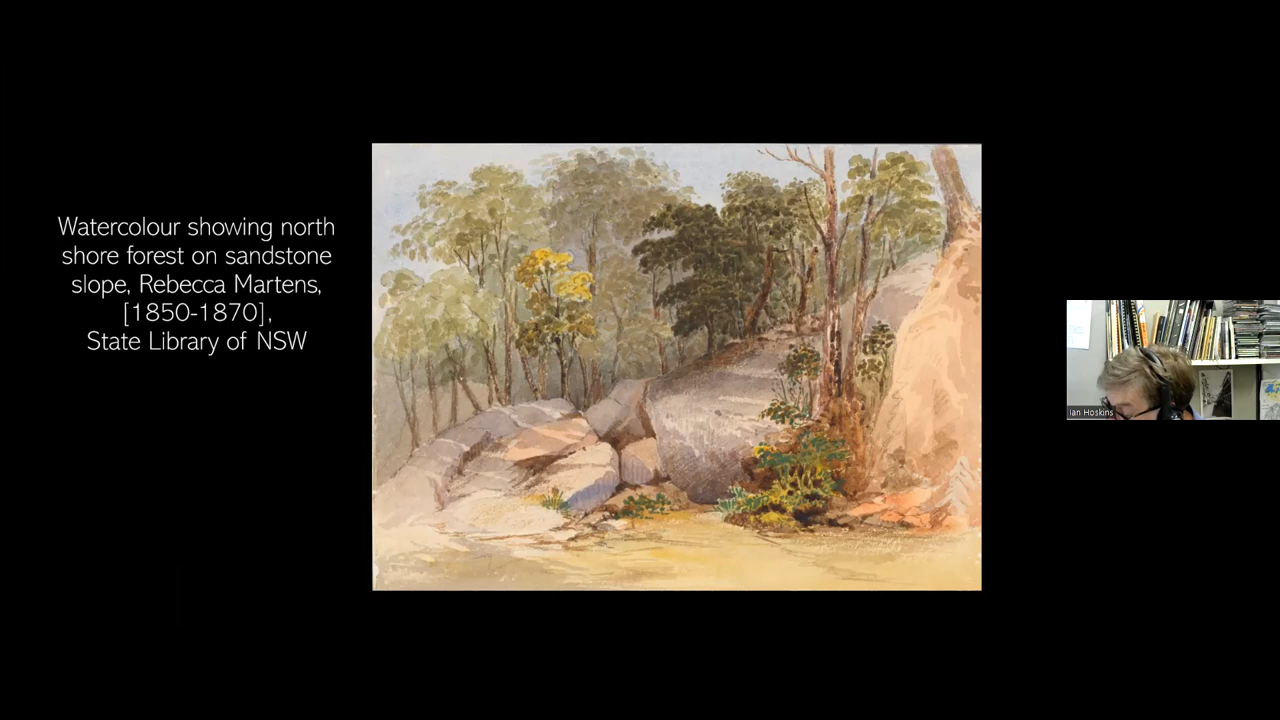 Watercolour showing north
shore forest on sandstone
slope, Rebecca Martens,
[1850-1870],
State Library of NSW
Ian Hoskins